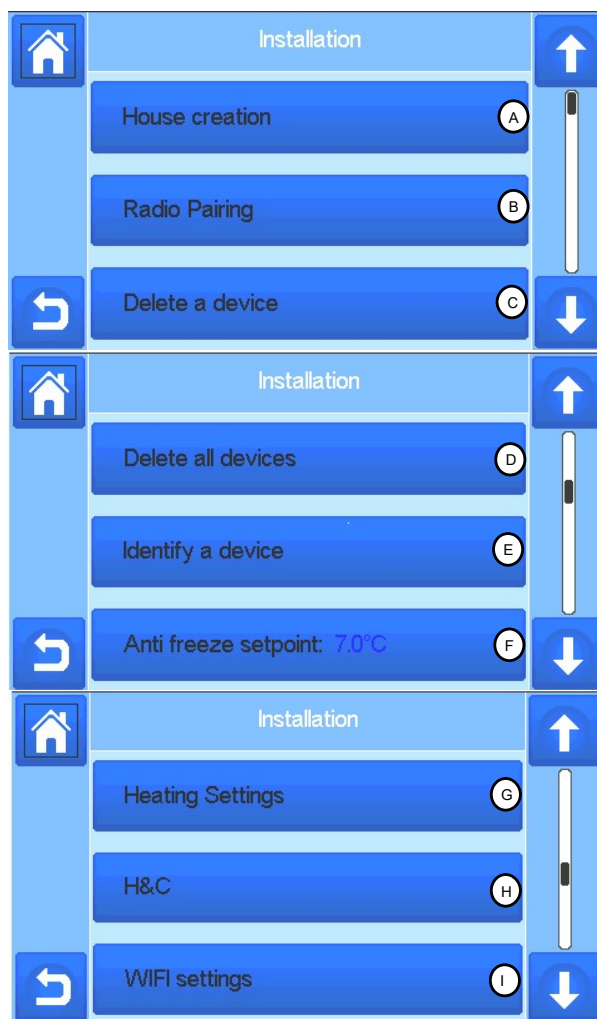 Installation
House creation A
Radio Pairing B
Delete a device C
Installation
Delete all devices D
Identify a device E
Anti freeze setpoint: 7.0°C F
Installation
Heating Settings G
H&C H
WIFI settings I